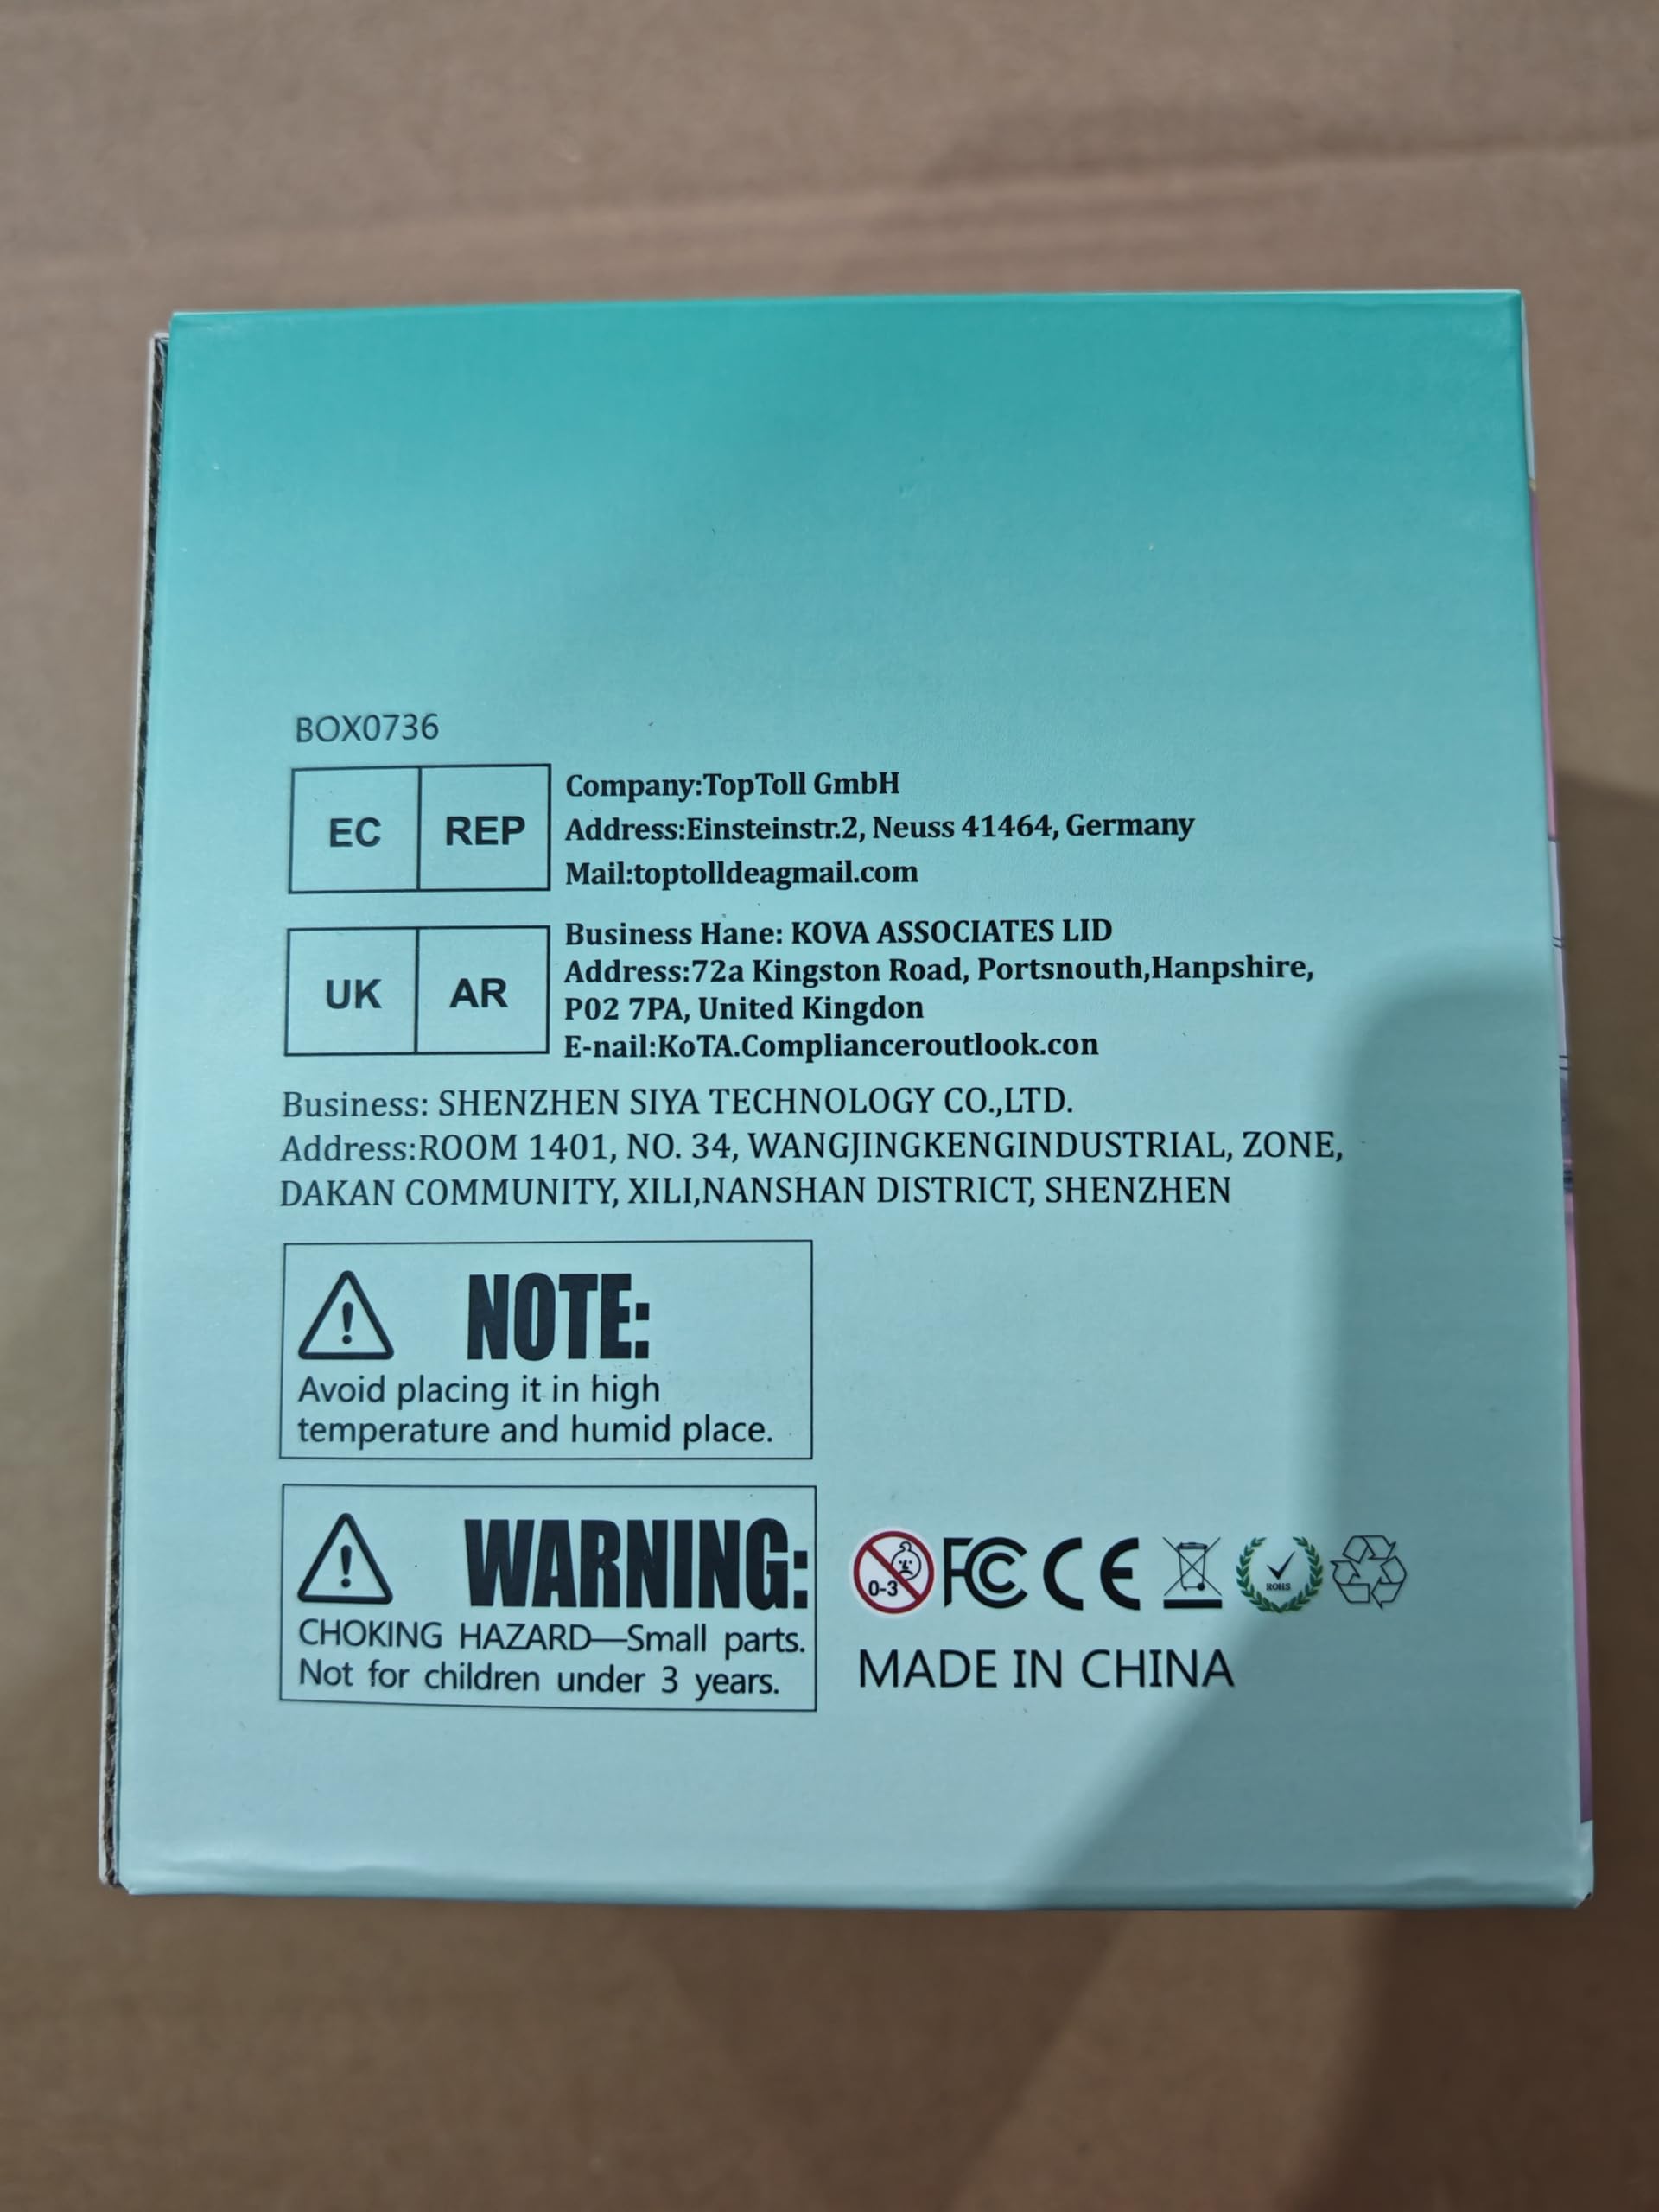 BOX0736
EC REP
Company:TopToll GmbH
Address:Einsteinstr.2, Neuss 41464, Germany
Mail:toptolldeagmail.com
UK AR
Business Hane: KOVA ASSOCIATES LID
Address:72a Kingston Road, Portsnouth,Hanpshire,
P02 7PA, United Kingdon
E-nail:KoTA.Complianceroutlook.con
Business: SHENZHEN SIYA TECHNOLOGY CO.,LTD.
Address:ROOM 1401, NO. 34, WANGJINGKENGINDUSTRIAL, ZONE,
DAKAN COMMUNITY, XILI,NANSHAN DISTRICT, SHENZHEN
NOTE:
Avoid placing it in high
temperature and humid place.
WARNING:
CHOKING HAZARD—Small parts.
Not for children under 3 years.
0-3 FC CE ROHS
MADE IN CHINA